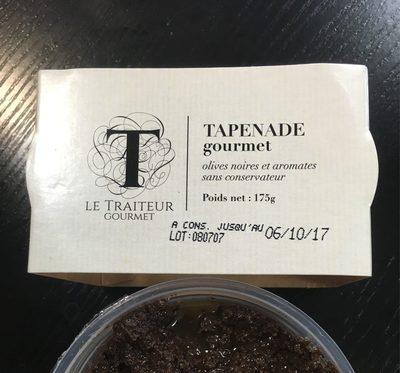 T
LE TRAITEUR
GOURMET
TAPENADE
gourmet
olives noires et aromates
sans conservateur
Poids net : 175g
A CONS. JUSQU'AU 06/10/17
LOT:080707